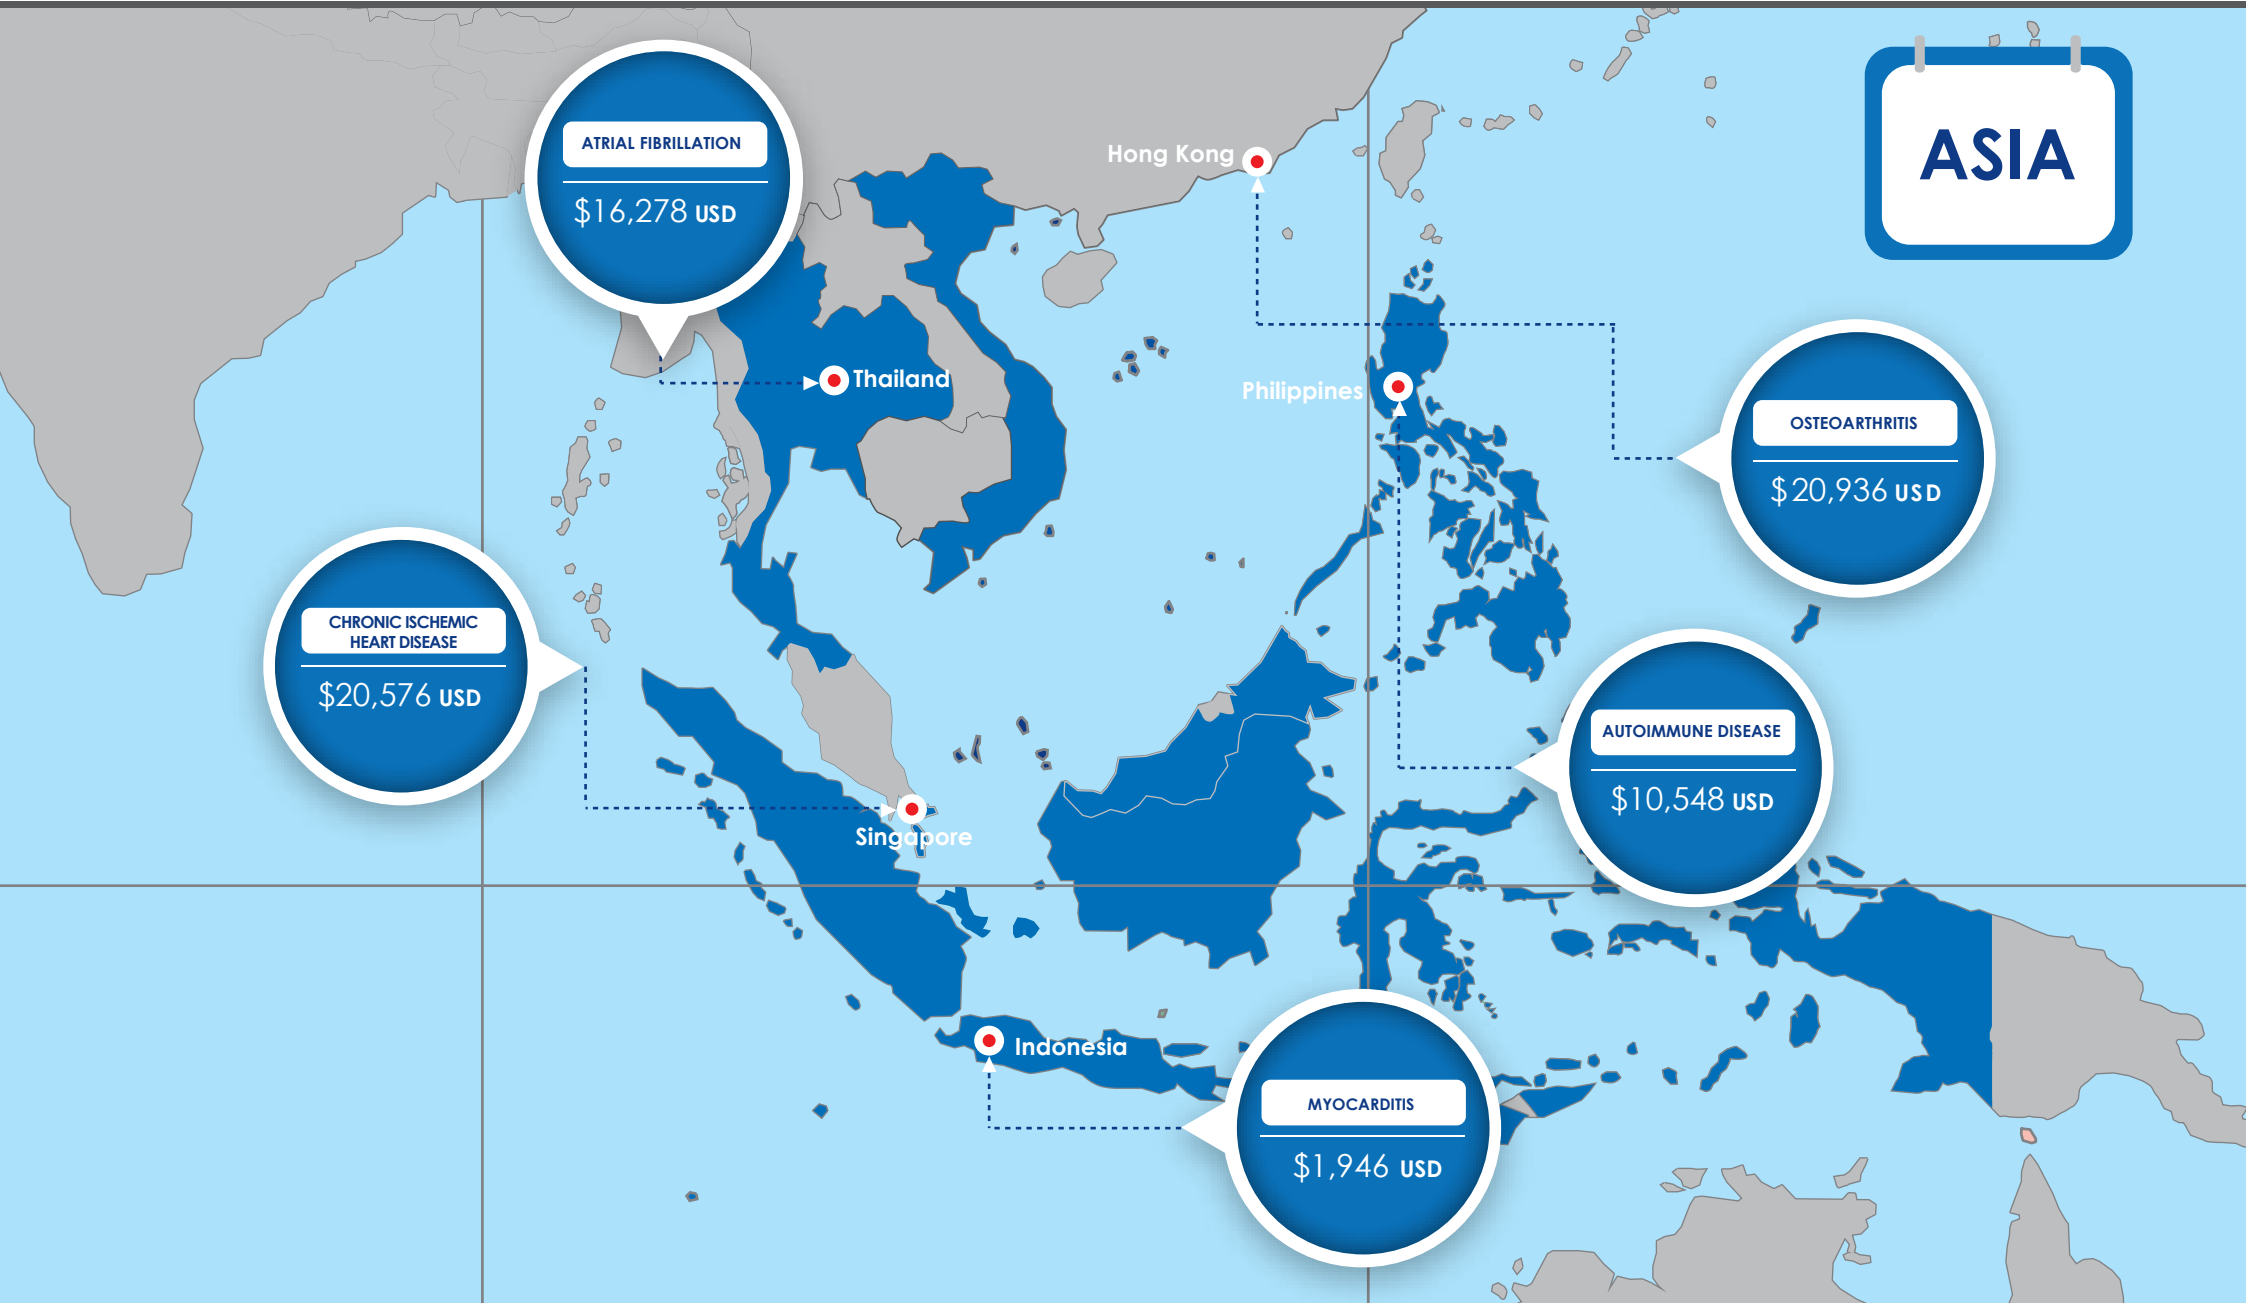 ASIA
ATRIAL FIBRILLATION
$16,278 USD
Hong Kong
Thailand
Philippines
OSTEOARTHRITIS
$20,936 USD
CHRONIC ISCHEMIC
HEART DISEASE
$20,576 USD
AUTOIMMUNE DISEASE
$10,548 USD
Singapore
Indonesia
MYOCARDITIS
$1,946 USD